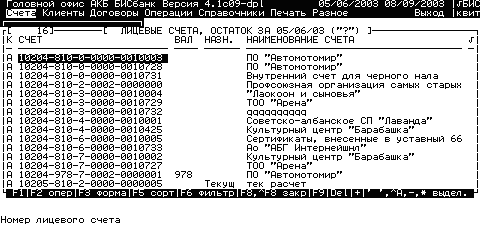 Головной офис АКБ БИСбанк Версия 4.1c09-dpl 05/06/2003 08/09/2003 БИС
Счета Клиенты Договоры Операции Справочники Печать Разное Выход квит
[ 16] [ ЛИЦЕВЫЕ СЧЕТА, ОСТАТОК ЗА 05/06/03 ("?") ]
К СЧЕТ ВАЛ НАЗН. НАИМЕНОВАНИЕ СЧЕТА √
А 10204-810-0-0000-0010003 ПО "Автомотомир"
А 10204-810-0-0000-0010728 ПО "Автомотомир"
А 10204-810-0-0000-0010731 Внутренний счет для черного нала
А 10204-810-2-0002-0000000 Профсоюзная организация самых старых
А 10204-810-2-0000-0010004 "Лаокоон и сыновья"
А 10204-810-3-0000-0010729 ТОО "Арена"
А 10204-810-3-0000-0010732 qqqqqqqqqq
А 10204-810-4-0000-0010001 Советско-албанское СП "Лаванда"
А 10204-810-4-0000-0010425 Культурный центр "Барабашка"
А 10204-810-5-0000-0010005 Сертификаты, внесенные в уставный 66
А 10204-810-6-0000-0010733 Ао "АБГ Интернейшнл"
А 10204-810-7-0000-0010002 Культурный центр "Барабашка"
А 10204-810-7-0000-0010727 ТОО "Арена"
А 10204-978-7-0002-0000001 978 ПО "Автомотомир"
А 10205-810-2-0000-0000010 Текущ тек расчет
F1 F2 опер F3 форма F5 сорт F6 фильтр F8,^F8 закр F9 Del + ' ',^A,-,* выдел.
Номер лицевого счета